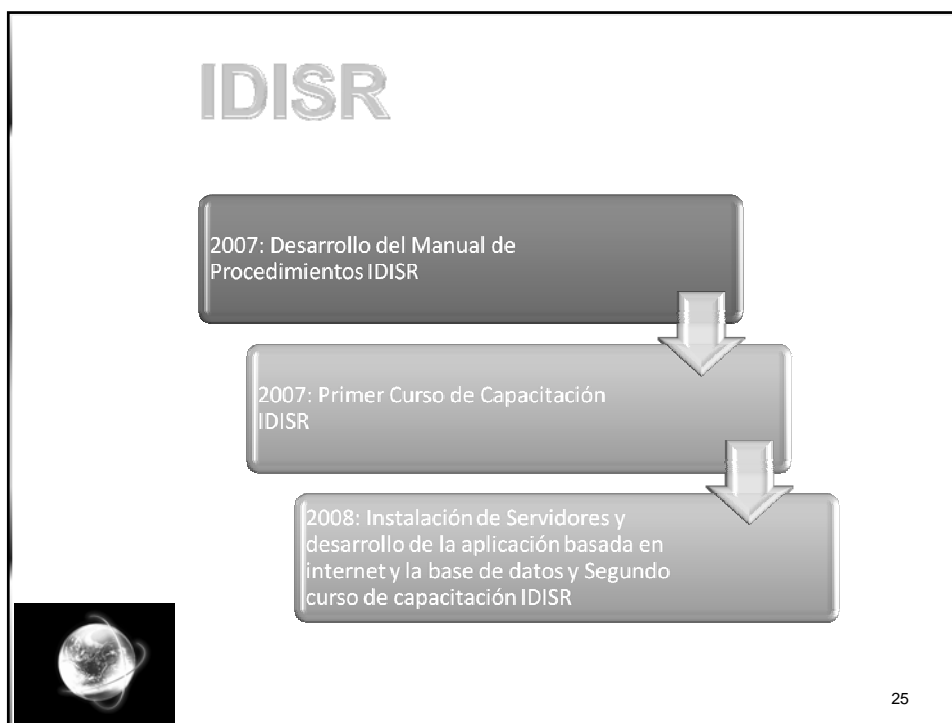 IDISR
2007: Desarrollo del Manual de
Procedimientos IDISR
2007: Primer Curso de Capacitación
IDISR
2008: Instalación de Servidores y
desarrollo de la aplicación basada en
internet y la base de datos y Segundo
curso de capacitación IDISR
25